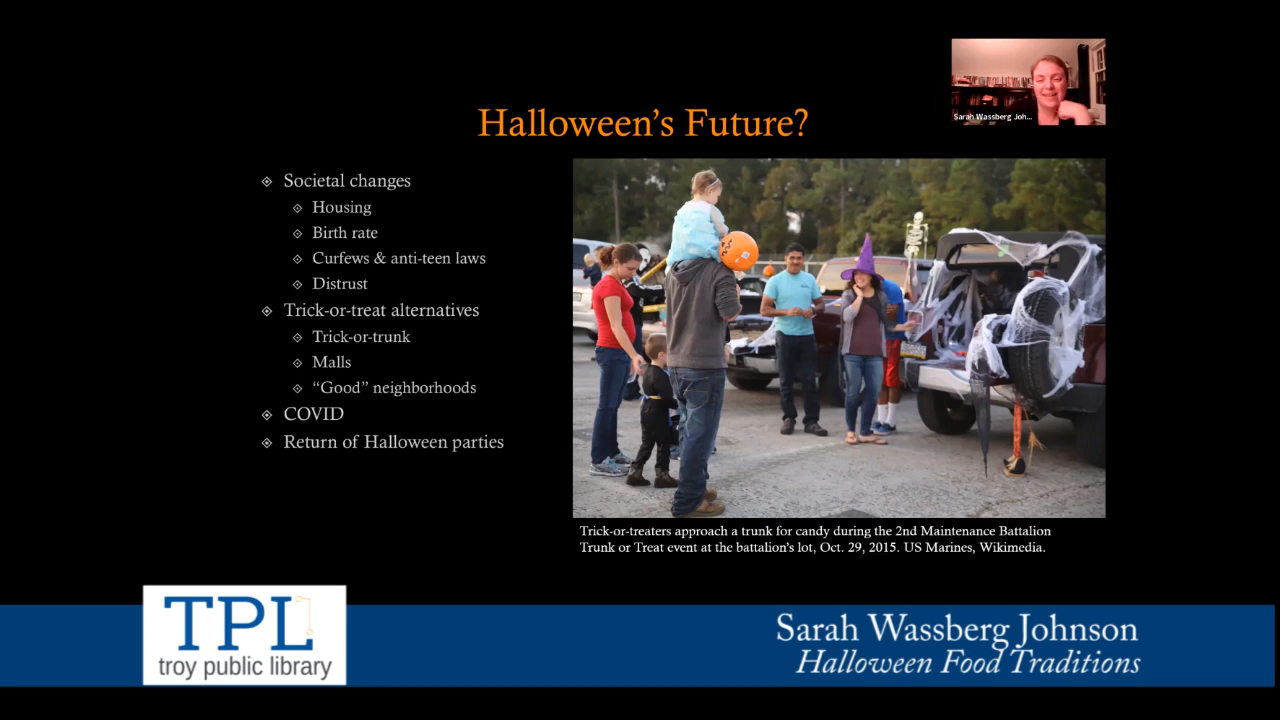 Sarah Wassberg Joh...
Halloween's Future?
Societal changes
Housing
Birth rate
Curfews & anti-teen laws
Distrust
Trick-or-treat alternatives
Trick-or-trunk
Malls
“Good” neighborhoods
COVID
Return of Halloween parties
Trick-or-treaters approach a trunk for candy during the 2nd Maintenance Battalion
Trunk or Treat event at the battalion's lot, Oct. 29, 2015. US Marines, Wikimedia.
TPL
troy public library
Sarah Wassberg Johnson
Halloween Food Traditions